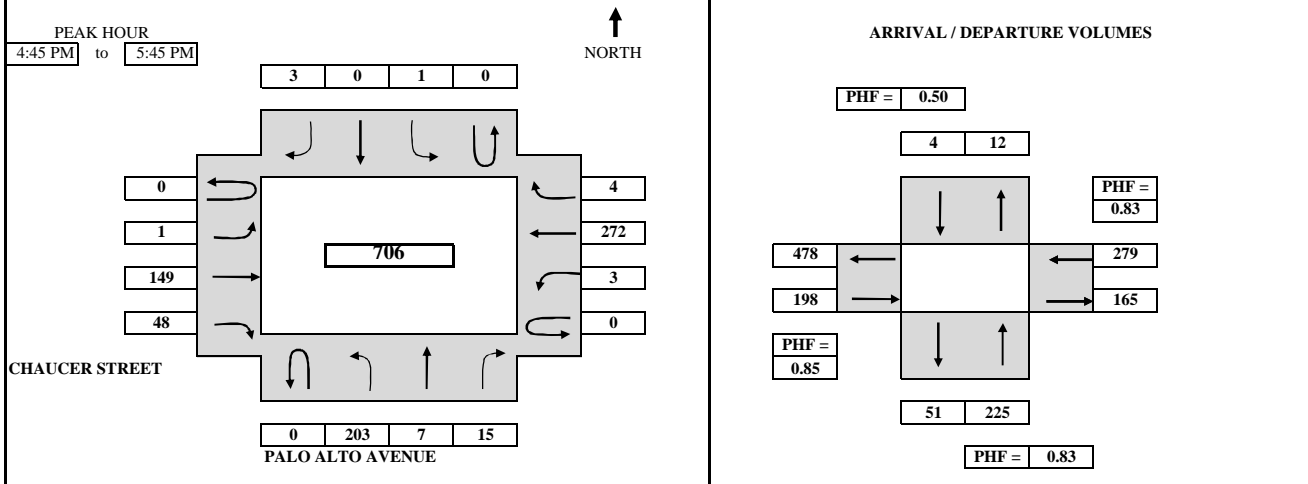 PEAK HOUR
4:45 PM to 5:45 PM
NORTH
3 0 1 0
0 4
1 272
706
149 3
48 0
CHAUCER STREET
0 203 7 15
PALO ALTO AVENUE
ARRIVAL / DEPARTURE VOLUMES
PHF = 0.50
4 12
PHF =
0.83
478 279
198 165
PHF =
0.85
51 225
PHF = 0.83